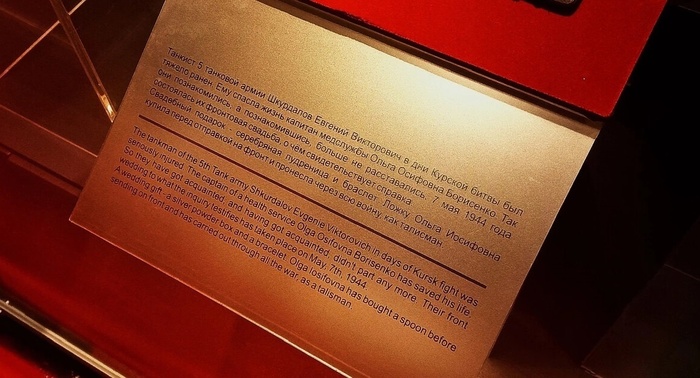 Танкист 5 танковой армии Шкурдалов Евгений Викторович в дни Курской битвы был
тяжело ранен. Ему спасла жизнь капитан медслужбы Ольга Осифовна Борисенко. Так
они познакомились, а познакомившись, больше не расставались. 7 мая 1944 года
состоялась их фронтовая свадьба, о чем свидетельствует справка.
Свадебный подарок - серебряная пудреница и браслет. Ложку Ольга Иосифовна
купила перед отправкой на фронт и пронесла через всю войну, как талисман.
The tankman of the 5th Tank army Shkurdalov Evgenie Viktorovich in days of Kursk fight was
seriously injured. The captain of a health service Olga Osifovna Borisenko has saved his life.
So they have got acquainted, and having got acquainted, didn't part any more. Their front
wedding to what the inquiry testifies has taken place on May, 7th, 1944.
A wedding gift - a silver powder box and a bracelet. Olga Iosifovna has bought a spoon before
sending on front and has carried out through all the war, as a talisman.